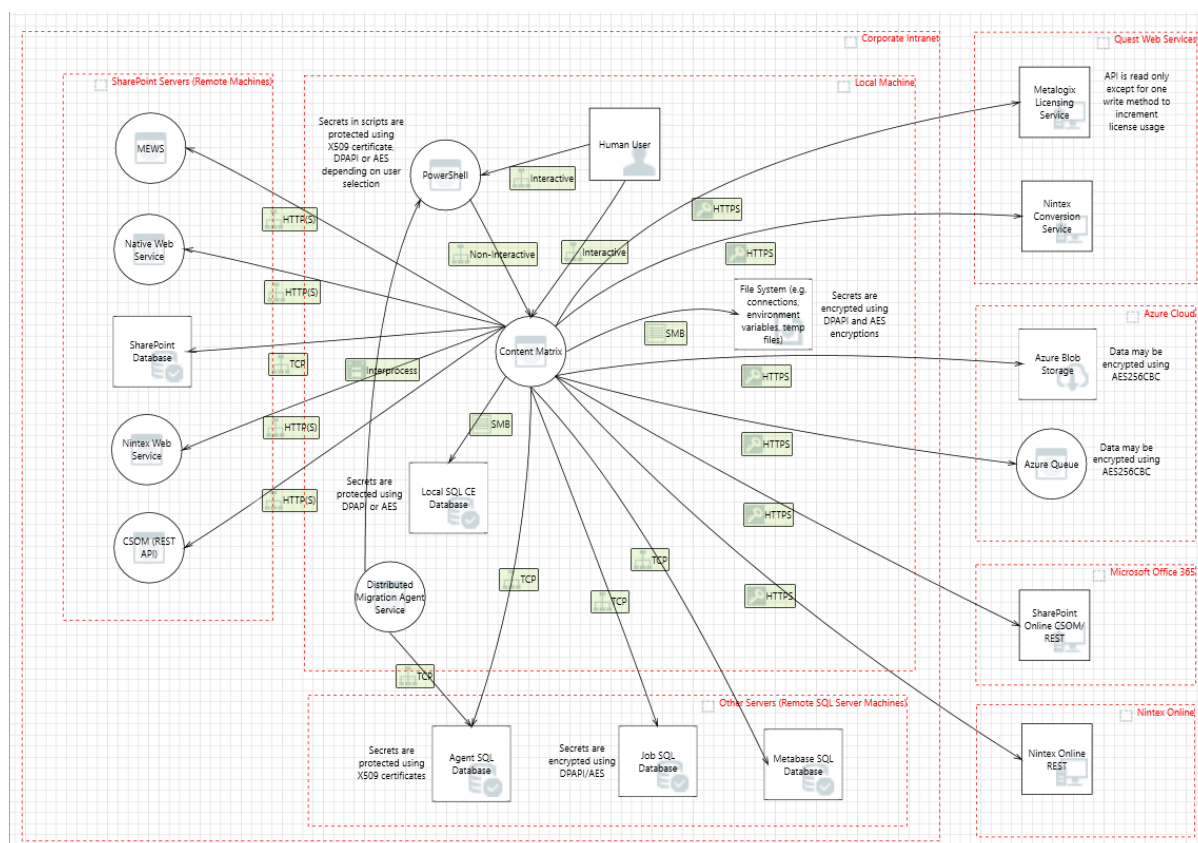 Corporate Intranet
Quest Web Services
SharePoint Servers (Remote Machines)
Local Machine
MEWS
Native Web
Service
SharePoint
Database
Nintex Web
Service
CSOM (REST
API)
HTTP(S)
HTTP(S)
TCP
HTTP(S)
HTTP(S)
Secrets in scripts are
protected using
X509 certificate,
DPAPI or AES
depending on user
selection
PowerShell
Human User
Interactive
Non-Interactive
Interactive
Interprocess
Content Matrix
SMB
SMB
File System (e.g.
connections,
environment
variables, temp
files)
Secrets are
encrypted using
DPAPI and AES
encryptions
Local SQL CE
Database
Secrets are
protected using
DPAPI or AES
Distributed
Migration Agent
Service
TCP
TCP
TCP
TCP
HTTPS
HTTPS
HTTPS
HTTPS
HTTPS
HTTPS
Metalogix
Licensing
Service
API is read only
except for one
write method to
increment
license usage
Nintex
Conversion
Service
Azure Cloud
Azure Blob
Storage
Data may be
encrypted using
AES256CBC
Azure Queue
Data may be
encrypted using
AES256CBC
Microsoft Office 365
SharePoint
Online CSOM/
REST
Nintex Online
Nintex Online
REST
Other Servers (Remote SQL Server Machines)
Secrets are
protected using
X509 certificates
Agent SQL
Database
Secrets are
encrypted using
DPAPI/AES
Job SQL
Database
Metabase SQL
Database